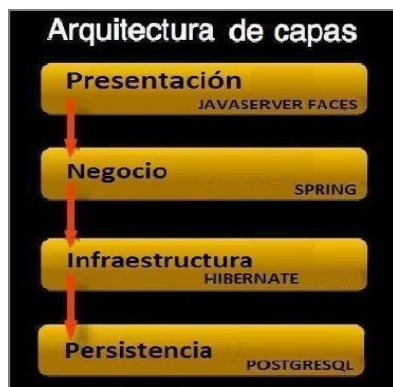 Arquitectura de capas
Presentación
JAVASERVER FACES
Negocio
SPRING
Infraestructura
HIBERNATE
Persistencia
POSTGRESQL